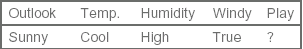 Outlook Temp. Humidity Windy Play
Sunny Cool High True ?